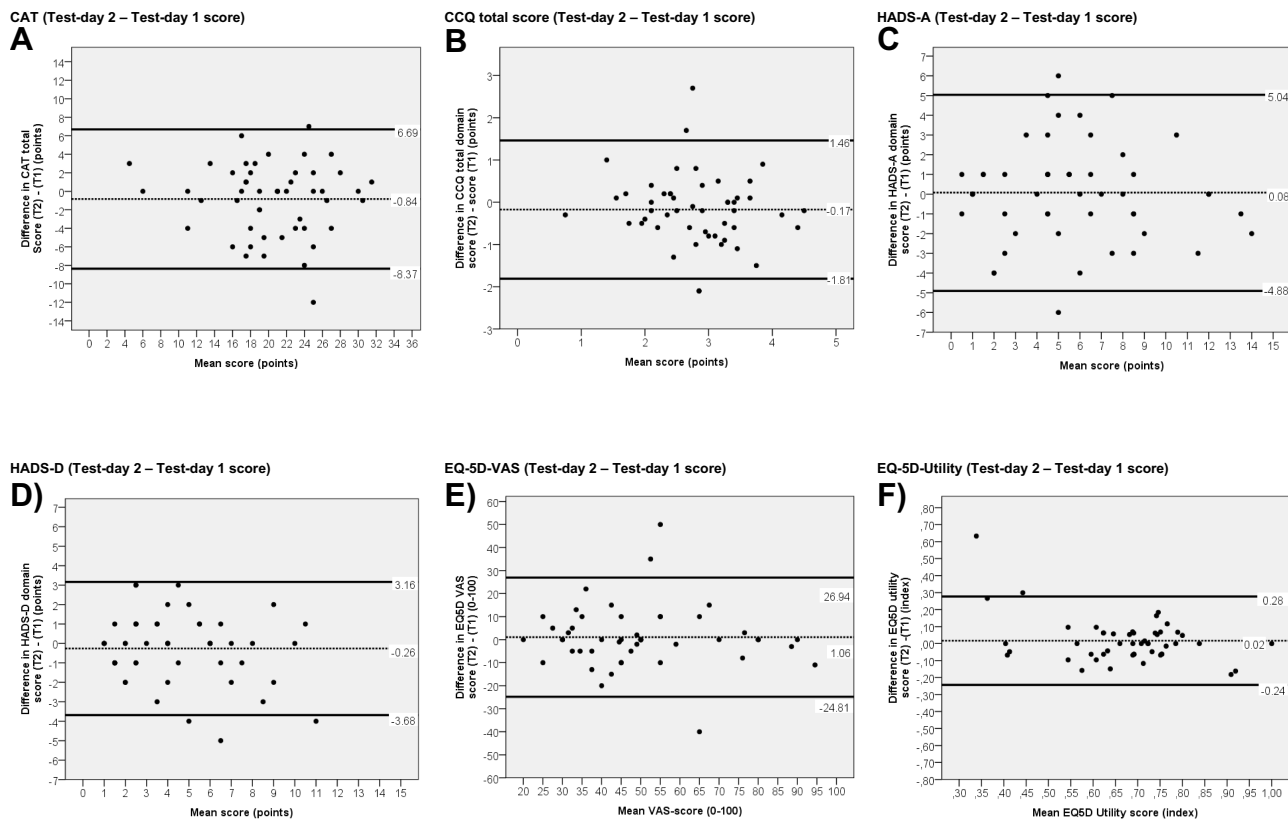 CAT (Test-day 2 – Test-day 1 score)
A
Difference in CAT total
Score (T2) - (T1) (points)
14
12
10
8
6
4
2
0
-2
-4
-6
-8
-10
-12
-14
6.69
-0.84
-8.37
0 2 4 6 8 10 12 14 16 18 20 22 24 26 28 30 32 34 36
Mean score (points)
CCQ total score (Test-day 2 – Test-day 1 score)
B
Difference in CCQ total domain
score (T2) - score (T1) (points)
3
2
1
0
-1
-2
-3
1.46
-0.17
-1.81
0 1 2 3 4 5
Mean score (points)
HADS-A (Test-day 2 – Test-day 1 score)
C
Difference in HADS-A domain
score (T2) - (T1) (points)
7
6
5
4
3
2
1
0
-1
-2
-3
-4
-5
-6
-7
5.04
0.08
-4.88
0 1 2 3 4 5 6 7 8 9 10 11 12 13 14 15
Mean score (points)
HADS-D (Test-day 2 – Test-day 1 score)
D)
Difference in HADS-D domain
score (T2) - (T1) (points)
7
6
5
4
3
2
1
0
-1
-2
-3
-4
-5
-6
-7
3.16
-0.26
-3.68
0 1 2 3 4 5 6 7 8 9 10 11 12 13 14 15
Mean score (points)
EQ-5D-VAS (Test-day 2 – Test-day 1 score)
E)
Difference in EQ5D VAS
(T2) - (T1) (0-100)
60
50
40
30
20
10
0
-10
-20
-30
-40
-50
-60
26.94
1.06
-24.81
20 25 30 35 40 45 50 55 60 65 70 75 80 85 90 95 100
Mean VAS-score (0-100)
EQ-5D-Utility (Test-day 2 – Test-day 1 score)
F)
Difference in EQ5D utility
score (T2) - (T1) (index)
,80
,70
,60
,50
,40
,30
,20
,10
,00
-,10
-,20
-,30
-,40
-,50
-,60
-,70
-,80
0.28
0.02
-0.24
,30 ,35 ,40 ,45 ,50 ,55 ,60 ,65 ,70 ,75 ,80 ,85 ,90 ,95 1,00
Mean EQ5D Utility score (index)